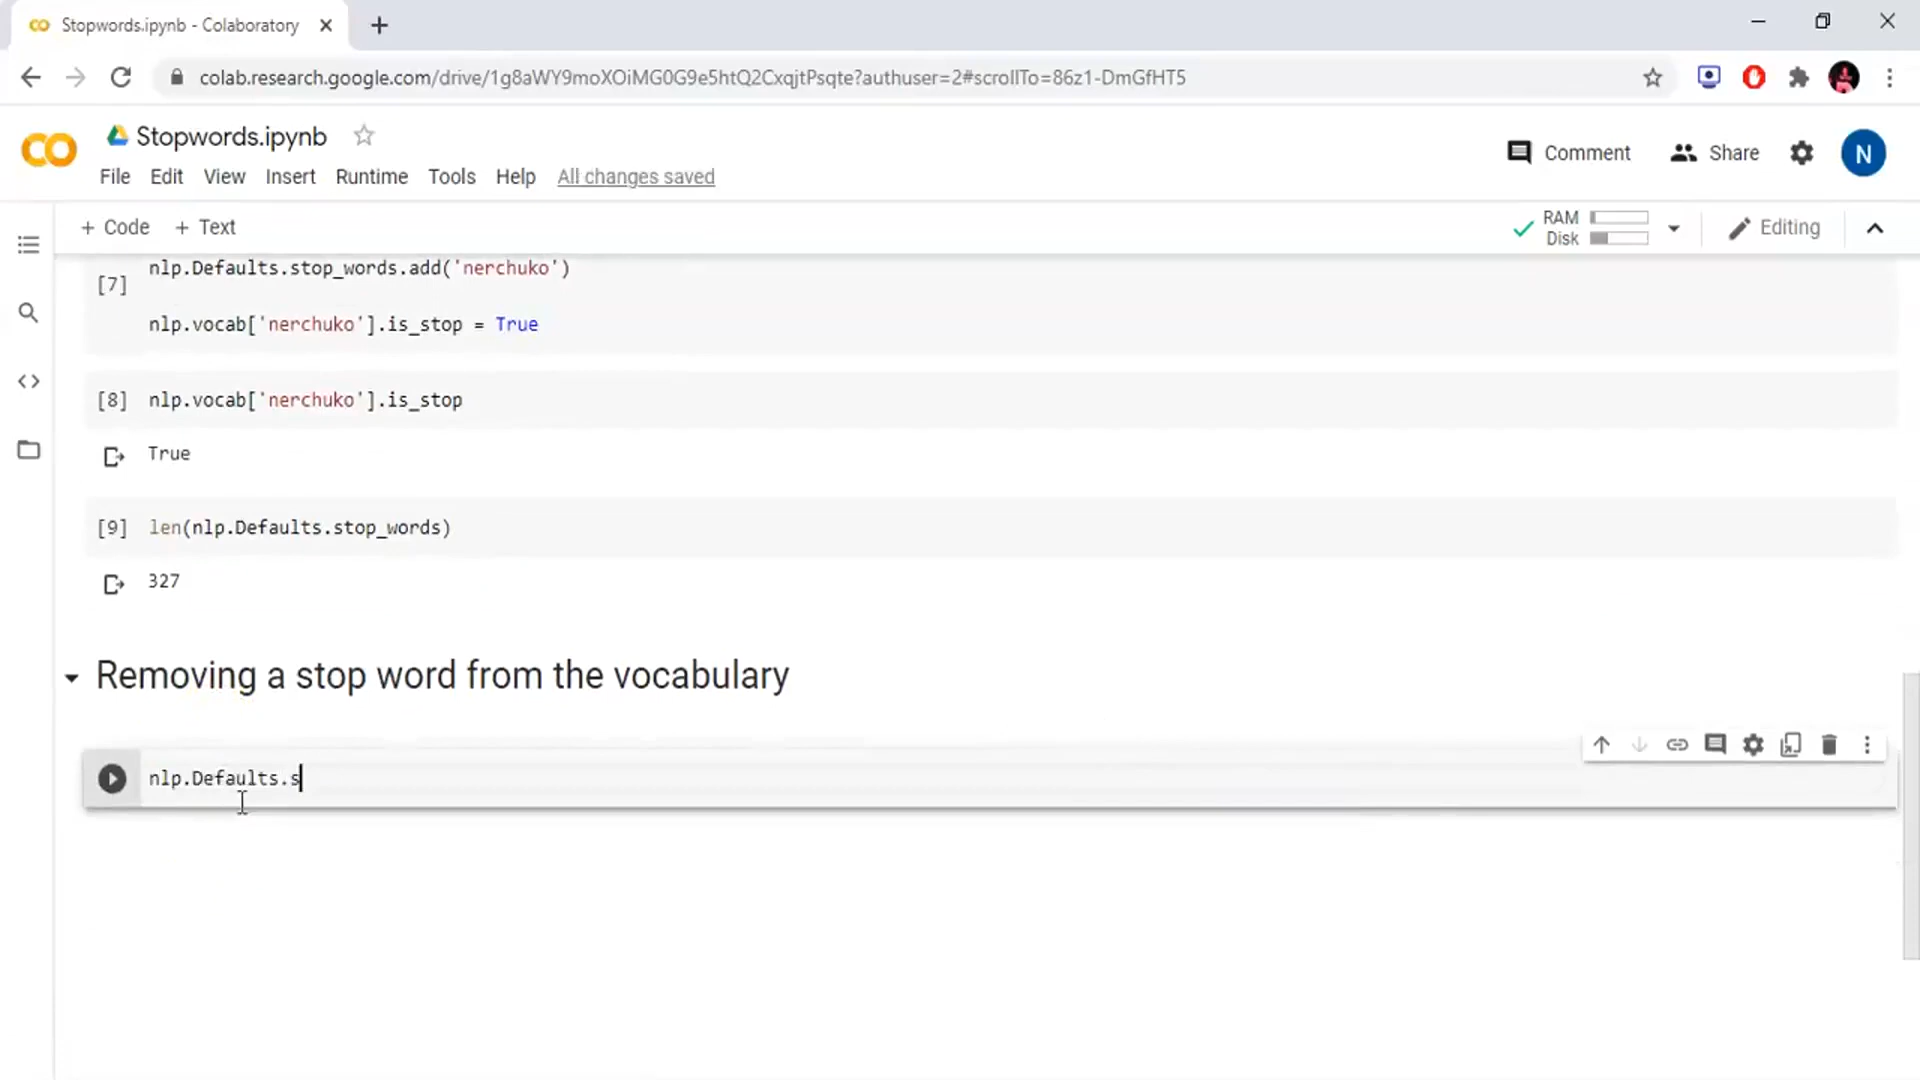 Stopwords.ipynb - Colaboratory
colab.research.google.com/drive/1g8aWY9moXOiMG0G9e5htQ2CxqjtPsqte?authuser=2#scrollTo=86z1-DmGfHT5
Stopwords.ipynb
Comment
Share
N
File Edit View Insert Runtime Tools Help All changes saved
+ Code + Text
RAM
Disk
Editing
nlp.Defaults.stop_words.add('nerchuko')
[7]
nlp.vocab['nerchuko'].is_stop = True
[8] nlp.vocab['nerchuko'].is_stop
True
[9] len(nlp.Defaults.stop_words)
327
Removing a stop word from the vocabulary
nlp.Defaults.s